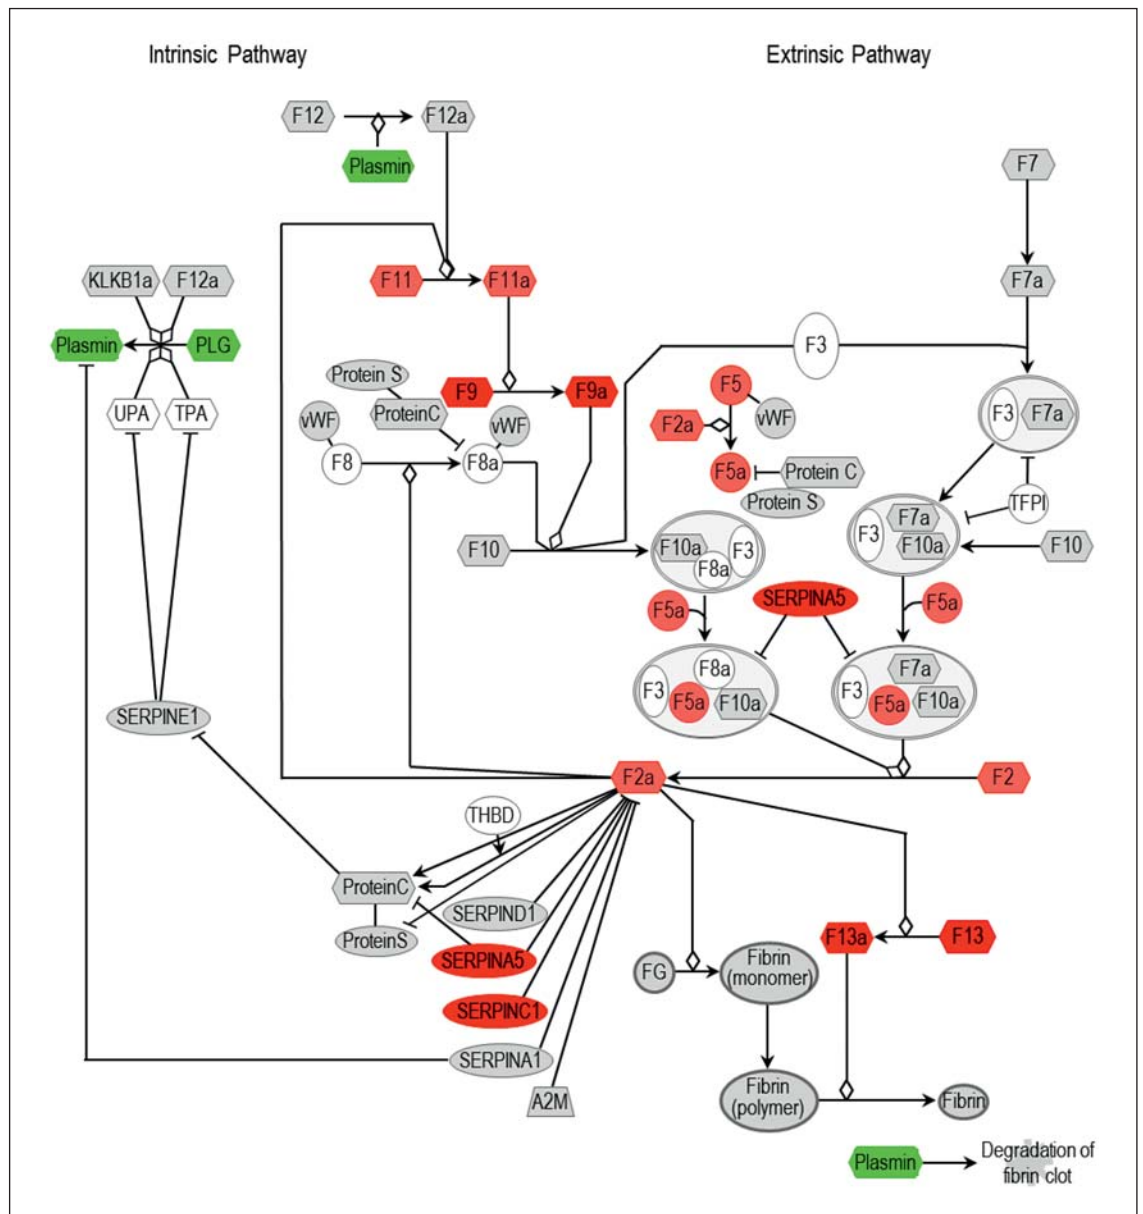 Intrinsic Pathway
Extrinsic Pathway
F12
F12a
Plasmin
F7
KLKB1a
F12a
F11
F11a
F7a
Plasmin
PLG
F3
Protein S
F9
F9a
F5
UPA
TPA
ProteinC
vWF
vWF
F2a
vWF
F3
F7a
F8
F8a
F5a
Protein C
Protein S
TFPI
F7a
F3
F10a
F10
F10
F10a
F3
F8a
F5a
SERPINA5
F5a
F8a
F3
F5a
F10a
F7a
F3
F5a
F10a
SERPINE1
F2a
F2
THBD
ProteinC
SERPIND1
ProteinS
SERPINA5
F13a
F13
FG
Fibrin
(monomer)
SERPINC1
SERPINA1
A2M
Fibrin
(polymer)
Fibrin
Plasmin
Degradation of
fibrin clot